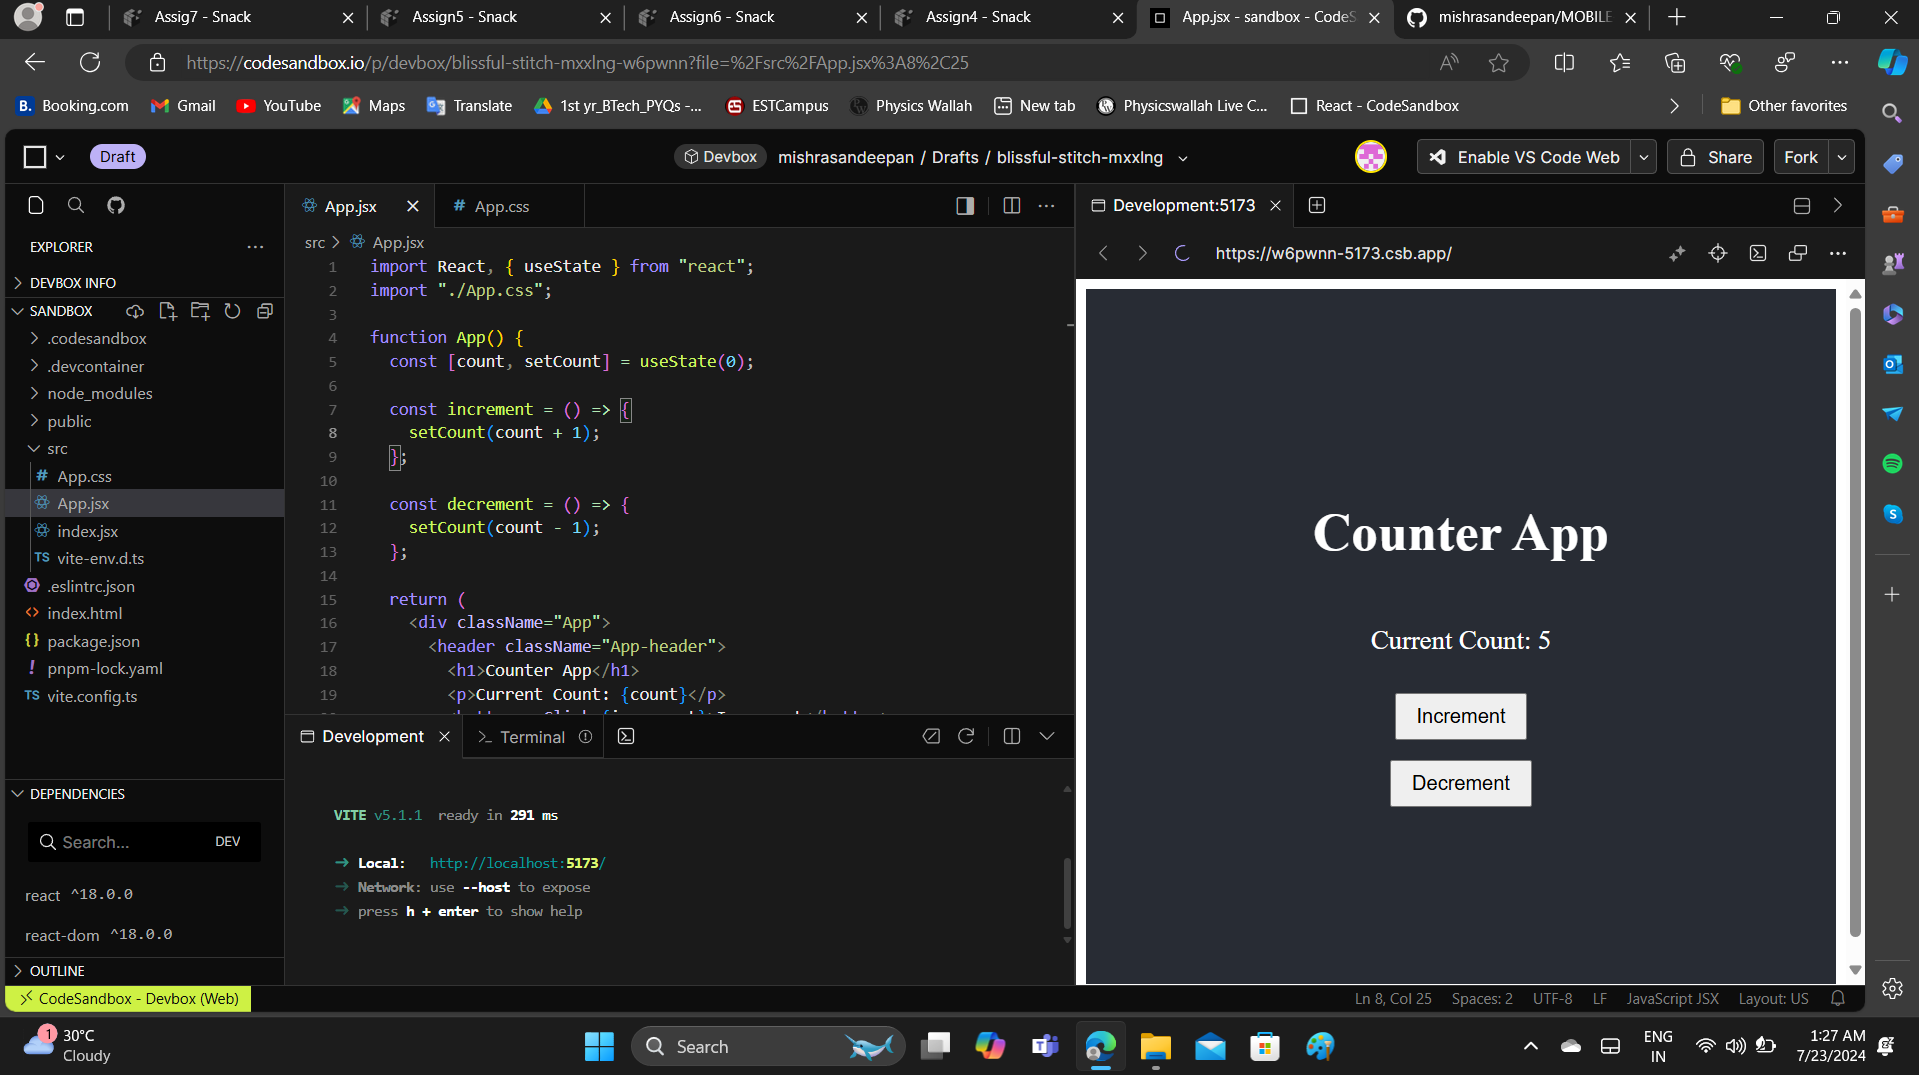 Assig7 - Snack
Assign5 - Snack
Assign6 - Snack
Assign4 - Snack
App.jsx - sandbox - CodeS
mishrasandeepan/MOBILE
https://codesandbox.io/p/devbox/blissful-stitch-mxxlng-w6pwnn?file=%2Fsrc%2FApp.jsx%3A8%2C25
B. Booking.com
Gmail
YouTube
Maps
Translate
1st yr_BTech_PYQs -...
ESTCampus
Physics Wallah
New tab
Physicswallah Live C...
React - CodeSandbox
Other favorites
Draft
Devbox
mishrasandeepan / Drafts / blissful-stitch-mxxlng
Enable VS Code Web
Share
Fork
EXPLORER
DEVBOX INFO
SANDBOX
.codesandbox
.devcontainer
node_modules
public
src
# App.css
App.jsx
index.jsx
TS vite-env.d.ts
.eslintrc.json
<> index.html
{} package.json
! pnpm-lock.yaml
TS vite.config.ts
DEPENDENCIES
Search...
DEV
react ^18.0.0
react-dom ^18.0.0
OUTLINE
App.jsx
# App.css
src > App.jsx
1 import React, { useState } from "react";
2 import "./App.css";
3
4 function App() {
5 const [count, setCount] = useState(0);
6
7 const increment = () => {
8 setCount(count + 1);
9 };
10
11 const decrement = () => {
12 setCount(count - 1);
13 };
14
15 return (
16 <div className="App">
17 <header className="App-header">
18 <h1>Counter App</h1>
19 <p>Current Count: {count}</p>
Development
Terminal
VITE v5.1.1 ready in 291 ms
➜ Local: http://localhost:5173/
➜ Network: use --host to expose
➜ press h + enter to show help
Development:5173
https://w6pwnn-5173.csb.app/
Counter App
Current Count: 5
Increment
Decrement
CodeSandbox - Devbox (Web)
Ln 8, Col 25
Spaces: 2
UTF-8
LF
JavaScript JSX
Layout: US
1
30°C
Cloudy
Search
ENG
IN
1:27 AM
7/23/2024